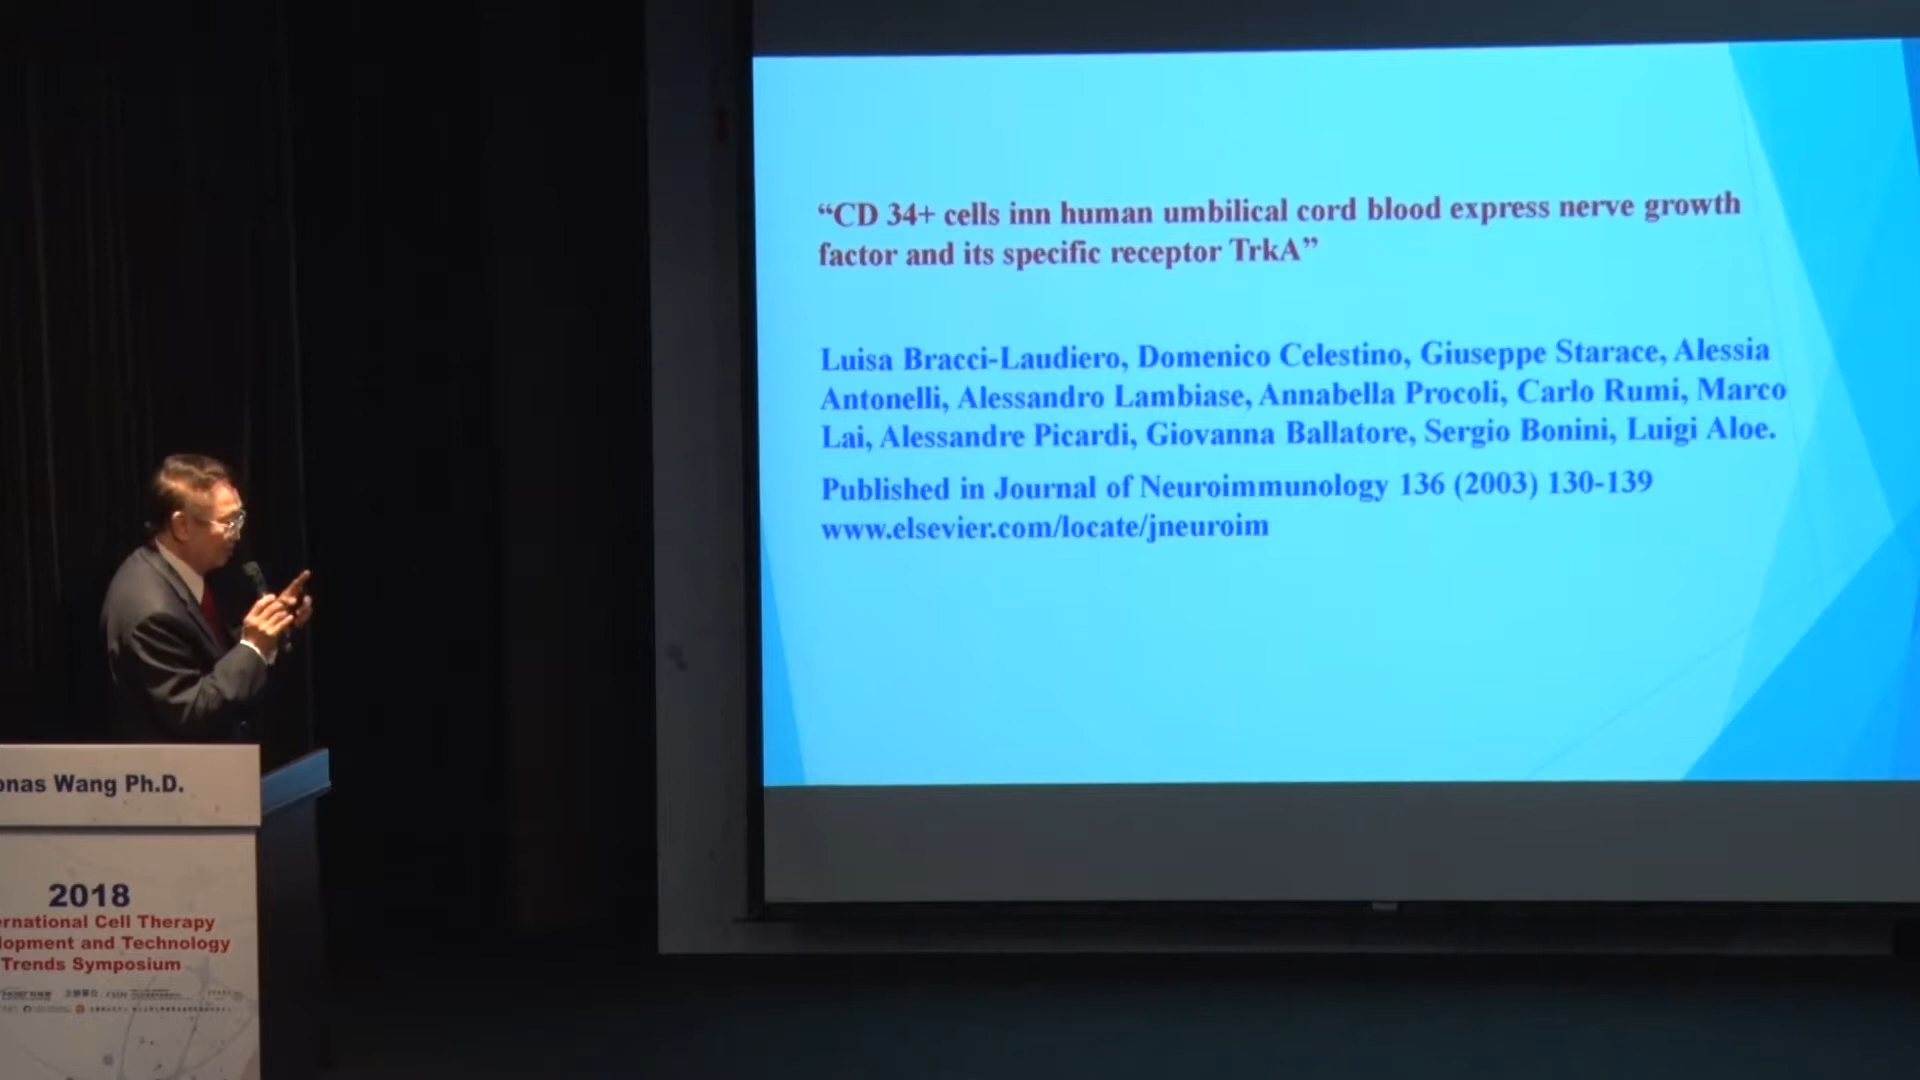 “CD 34+ cells inn human umbilical cord blood express nerve growth
factor and its specific receptor TrkA”
Luisa Bracci-Laudiero, Domenico Celestino, Giuseppe Starace, Alessia
Antonelli, Alessandro Lambiase, Annabella Procoli, Carlo Rumi, Marco
Lai, Alessandre Picardi, Giovanna Ballatore, Sergio Bonini, Luigi Aloe.
Published in Journal of Neuroimmunology 136 (2003) 130-139
www.elsevier.com/locate/jneuroim
onas Wang Ph.D.
2018
ernational Cell Therapy
lopment and Technology
Trends Symposium